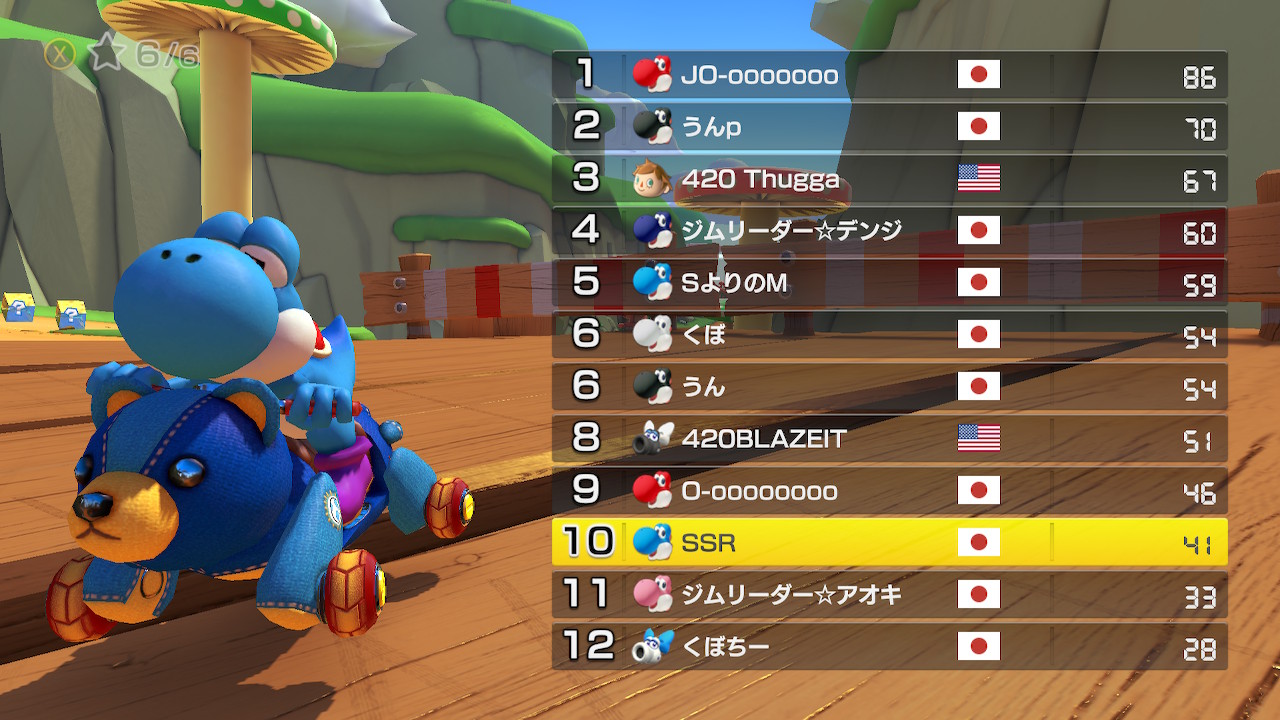 X ☆ 6/6
1 JO-ooooooo 86
2 うんp 70
3 420 Thugga 67
4 ジムリーダー☆デンジ 60
5 SよりのM 59
6 くぼ 54
6 うん 54
8 420BLAZEIT 51
9 O-oooooooo 46
10 SSR 41
11 ジムリーダー☆アオキ 33
12 くぼちー 28